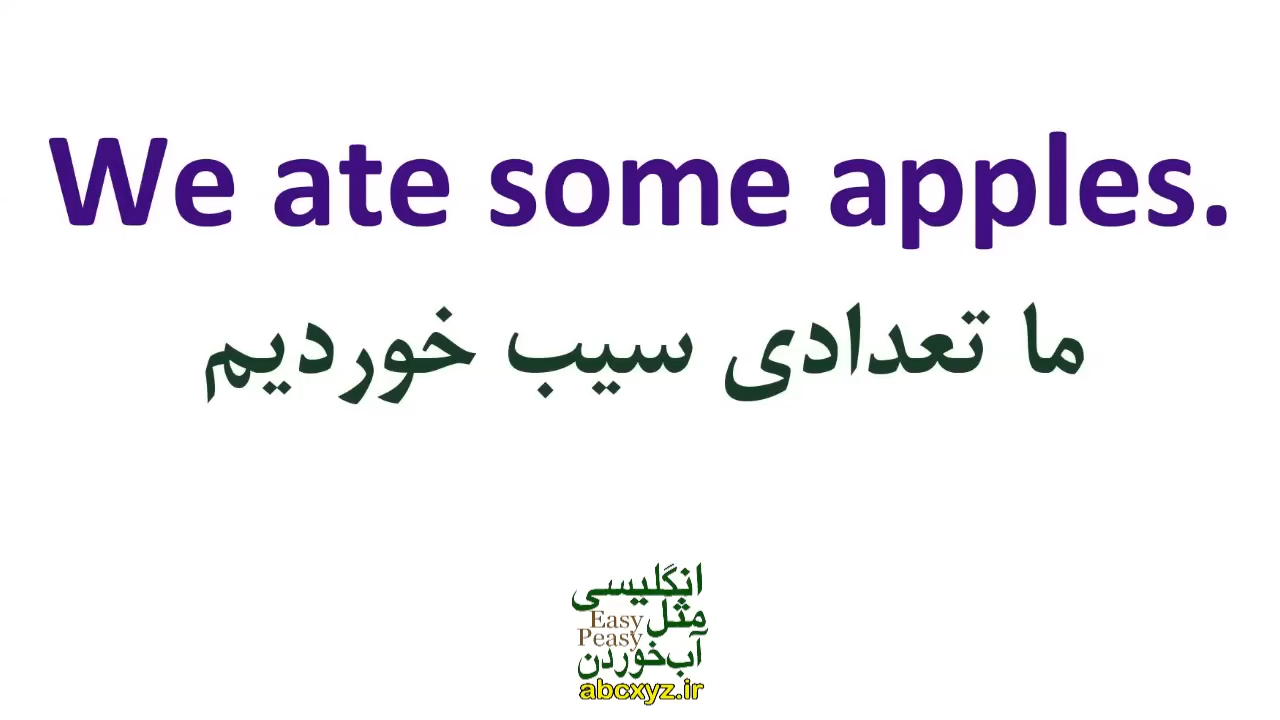 We ate some apples.
ما تعدادی سیب خوردیم
انگلیسی
مثل
Easy
Peasy
آب خوردن
abcxyz.ir